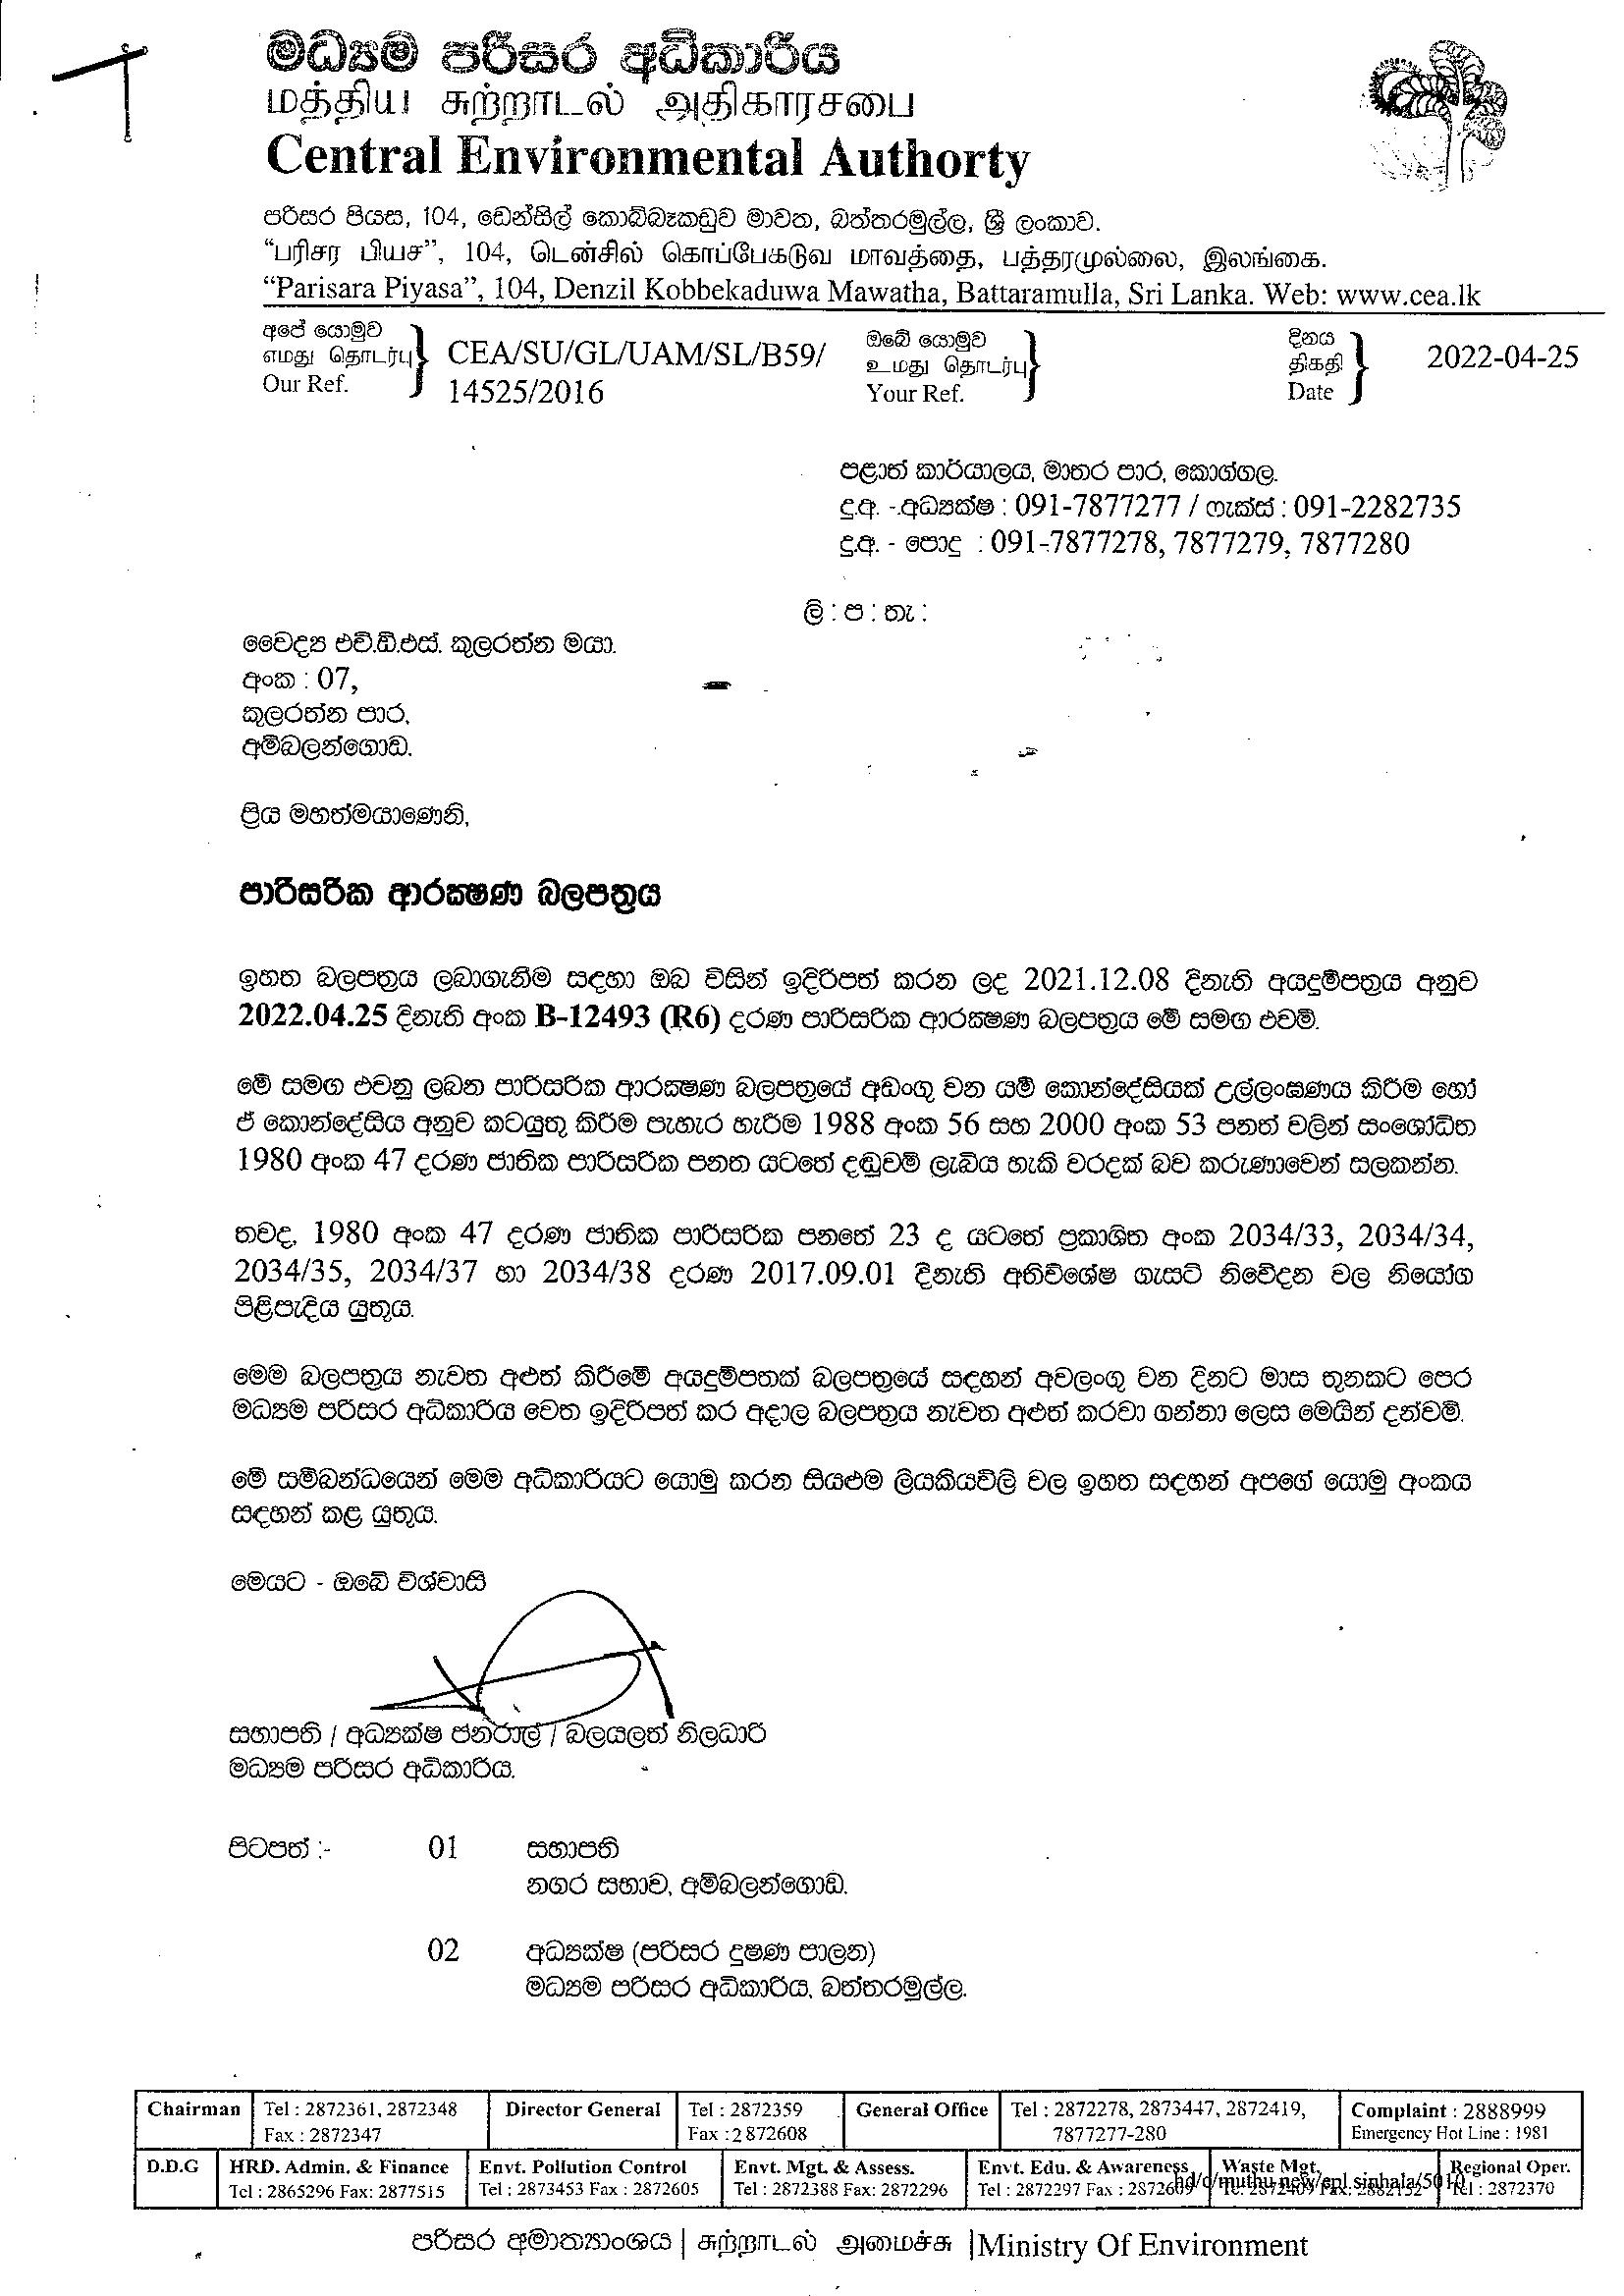 මධ්‍යම පරිසර අධිකාරිය
மத்திய சுற்றாடல் அதிகாரசபை
Central Environmental Authorty
පරිසර පියස, 104, ඩෙන්සිල් කොබ්බෑකඩුව මාවත, බත්තරමුල්ල, ශ්‍රී ලංකාව.
“பரிசர பியச”, 104, டென்சில் கொப்பேகடுவ மாவத்தை, பத்தரமுல்லை, இலங்கை.
“Parisara Piyasa”, 104, Denzil Kobbekaduwa Mawatha, Battaramulla, Sri Lanka. Web: www.cea.lk
අපේ යොමුව
எமது தொடர்பு
Our Ref.
CEA/SU/GL/UAM/SL/B59/
14525/2016
ඔබේ යොමුව
உமது தொடர்பு
Your Ref.
දිනය
திகதி
Date
2022-04-25
පළාත් කාර්යාලය, මාතර පාර, කොග්ගල.
දු.අ. - අධ්‍යක්ෂ : 091-7877277 / ෆැක්ස් : 091-2282735
දු.අ. - පොදු : 091-7877278, 7877279, 7877280
ලි : ප : තැ :
වෛද්‍ය එච්.ඩී.එස්. කුලරත්න මයා.
අංක : 07,
කුලරත්න පාර,
අම්බලන්ගොඩ.
ප්‍රිය මහත්මයාණෙනි,
පාරිසරික ආරක්‍ෂණ බලපත්‍රය
ඉහත බලපත්‍රය ලබාගැනීම සඳහා ඔබ විසින් ඉදිරිපත් කරන ලද 2021.12.08 දිනැති අයදුම්පත්‍රය අනුව
2022.04.25 දිනැති අංක B-12493 (R6) දරණ පාරිසරික ආරක්‍ෂණ බලපත්‍රය මේ සමඟ එවමි.
මේ සමඟ එවනු ලබන පාරිසරික ආරක්‍ෂණ බලපත්‍රයේ අඩංගු වන යම් කොන්දේසියක් උල්ලංඝණය කිරීම හෝ
ඒ කොන්දේසිය අනුව කටයුතු කිරීම පැහැර හැරීම 1988 අංක 56 සහ 2000 අංක 53 පනත් වලින් සංශෝධිත
1980 අංක 47 දරණ ජාතික පාරිසරික පනත යටතේ දඬුවම් ලැබිය හැකි වරදක් බව කරුණාවෙන් සලකන්න.
තවද, 1980 අංක 47 දරණ ජාතික පාරිසරික පනතේ 23 ද යටතේ ප්‍රකාශිත අංක 2034/33, 2034/34,
2034/35, 2034/37 හා 2034/38 දරණ 2017.09.01 දිනැති අතිවිශේෂ ගැසට් නිවේදන වල නියෝග
පිළිපැදිය යුතුය.
මෙම බලපත්‍රය නැවත අළුත් කිරීමේ අයදුම්පතක් බලපත්‍රයේ සඳහන් අවලංගු වන දිනට මාස තුනකට පෙර
මධ්‍යම පරිසර අධිකාරිය වෙත ඉදිරිපත් කර අදාල බලපත්‍රය නැවත අළුත් කරවා ගන්නා ලෙස මෙයින් දන්වමි.
මේ සම්බන්ධයෙන් මෙම අධිකාරියට යොමු කරන සියළුම ලියකියවිලි වල ඉහත සඳහන් අපගේ යොමු අංකය
සඳහන් කළ යුතුය.
මෙයට - ඔබේ විශ්වාසි
සභාපති / අධ්‍යක්ෂ ජනරාල් / බලයලත් නිලධාරි
මධ්‍යම පරිසර අධිකාරිය.
පිටපත් :- 01 සභාපති
නගර සභාව, අම්බලන්ගොඩ.
02 අධ්‍යක්ෂ (පරිසර දූෂණ පාලන)
මධ්‍යම පරිසර අධිකාරිය, බත්තරමුල්ල.
Chairman Tel : 2872361, 2872348 Director General Tel : 2872359 General Office Tel : 2872278, 2873447, 2872419, Complaint : 2888999
Fax : 2872347 Fax : 2872608 7877277-280 Emergency Hot Line : 1981
D.D.G HRD. Admin. & Finance Envt. Pollution Control Envt. Mgt. & Assess. Envt. Edu. & Awareness Waste Mgt. Regional Oper.
Tel : 2865296 Fax: 2877515 Tel : 2873453 Fax : 2872605 Tel : 2872388 Fax: 2872296 Tel : 2872297 Fax : 2872609 Tel : 2872370
hd/d/muthu new/epl sinhala/5010
පරිසර අමාත්‍යාංශය | சுற்றாடல் அமைச்சு | Ministry Of Environment